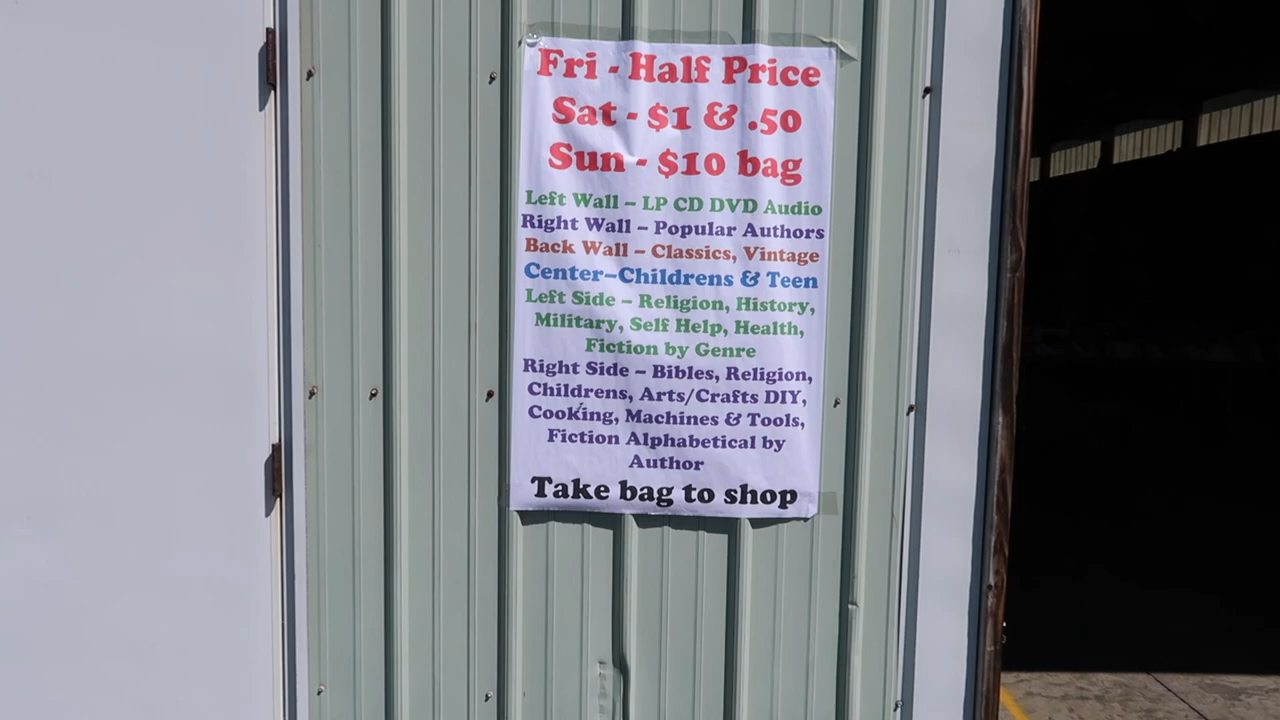 Fri - Half Price
Sat - $1 & .50
Sun - $10 bag
Left Wall – LP CD DVD Audio
Right Wall – Popular Authors
Back Wall – Classics, Vintage
Center–Childrens & Teen
Left Side – Religion, History,
Military, Self Help, Health,
Fiction by Genre
Right Side – Bibles, Religion,
Childrens, Arts/Crafts DIY,
Cooking, Machines & Tools,
Fiction Alphabetical by
Author
Take bag to shop